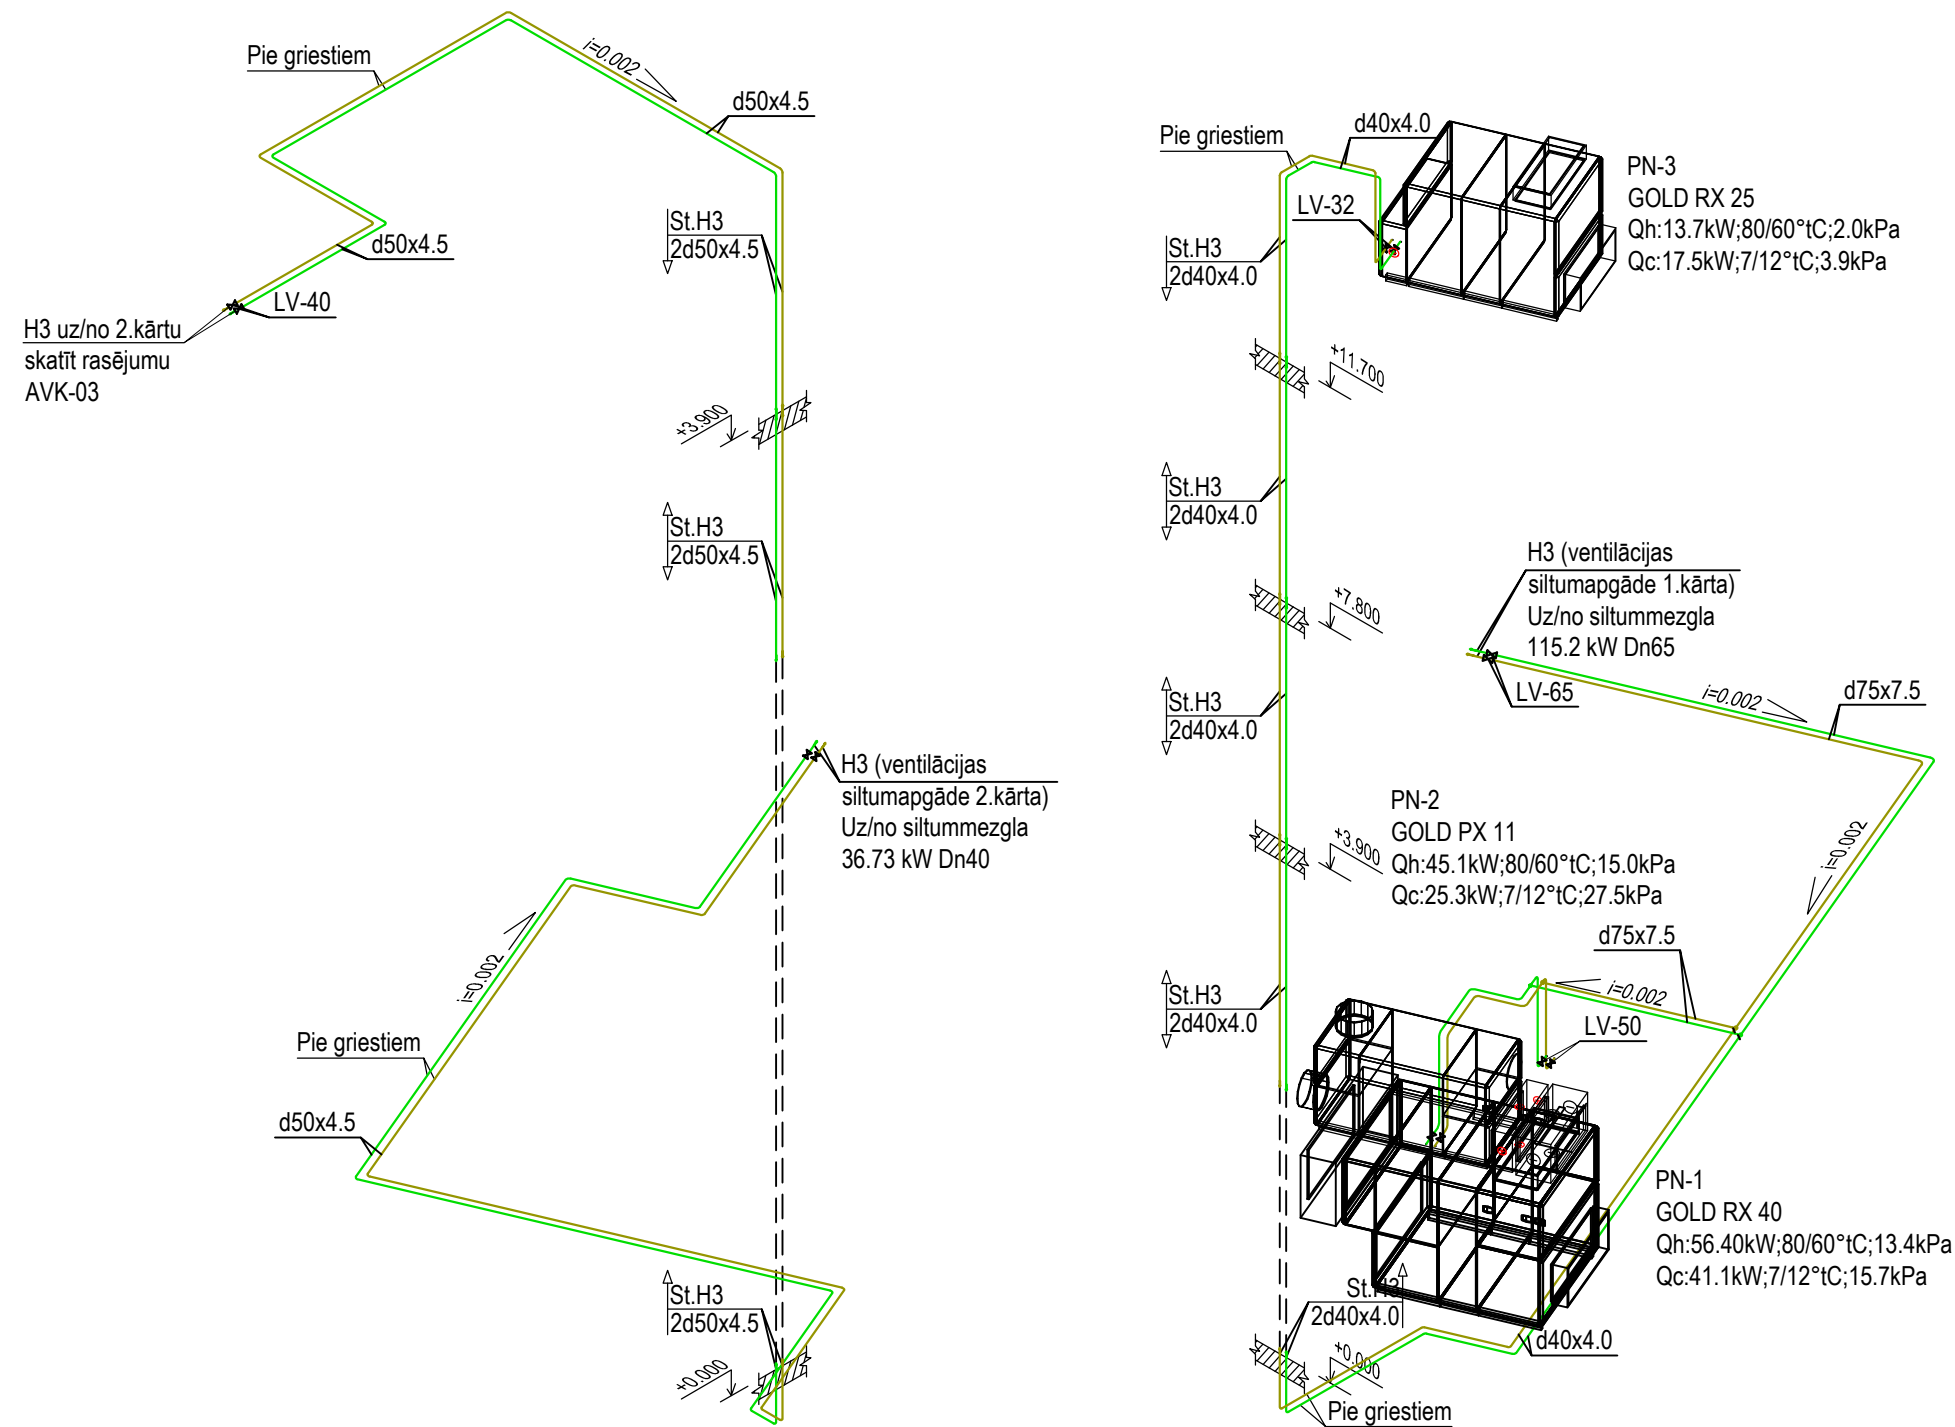 Pie griestiem
i=0.002
d50x4.5
St.H3
2d50x4.5
d50x4.5
LV-40
H3 uz/no 2.kārtu
skatīt rasējumu
AVK-03
+3.900
St.H3
2d50x4.5
H3 (ventilācijas
siltumapgāde 2.kārta)
Uz/no siltummezgla
36.73 kW Dn40
i=0.002
Pie griestiem
d50x4.5
St.H3
2d50x4.5
+0.000
Pie griestiem
d40x4.0
LV-32
PN-3
GOLD RX 25
Qh:13.7kW;80/60°tC;2.0kPa
Qc:17.5kW;7/12°tC;3.9kPa
St.H3
2d40x4.0
+11.700
St.H3
2d40x4.0
+7.800
H3 (ventilācijas
siltumapgāde 1.kārta)
Uz/no siltummezgla
115.2 kW Dn65
LV-65
i=0.002
d75x7.5
St.H3
2d40x4.0
+3.900
PN-2
GOLD PX 11
Qh:45.1kW;80/60°tC;15.0kPa
Qc:25.3kW;7/12°tC;27.5kPa
i=0.002
d75x7.5
i=0.002
LV-50
St.H3
2d40x4.0
PN-1
GOLD RX 40
Qh:56.40kW;80/60°tC;13.4kPa
Qc:41.1kW;7/12°tC;15.7kPa
St.H3
2d40x4.0
d40x4.0
+0.000
Pie griestiem